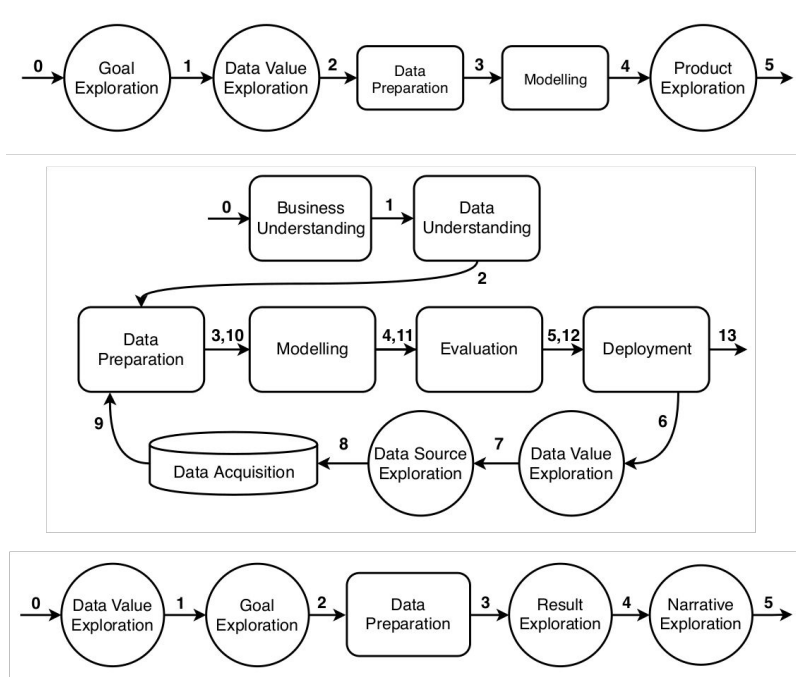 0
Goal
Exploration
1
Data Value
Exploration
2
Data
Preparation
3
Modelling
4
Product
Exploration
5
0
Business
Understanding
1
Data
Understanding
2
Data
Preparation
3,10
Modelling
4,11
Evaluation
5,12
Deployment
13
6
Data Value
Exploration
7
Data Source
Exploration
8
Data Acquisition
9
0
Data Value
Exploration
1
Goal
Exploration
2
Data
Preparation
3
Result
Exploration
4
Narrative
Exploration
5